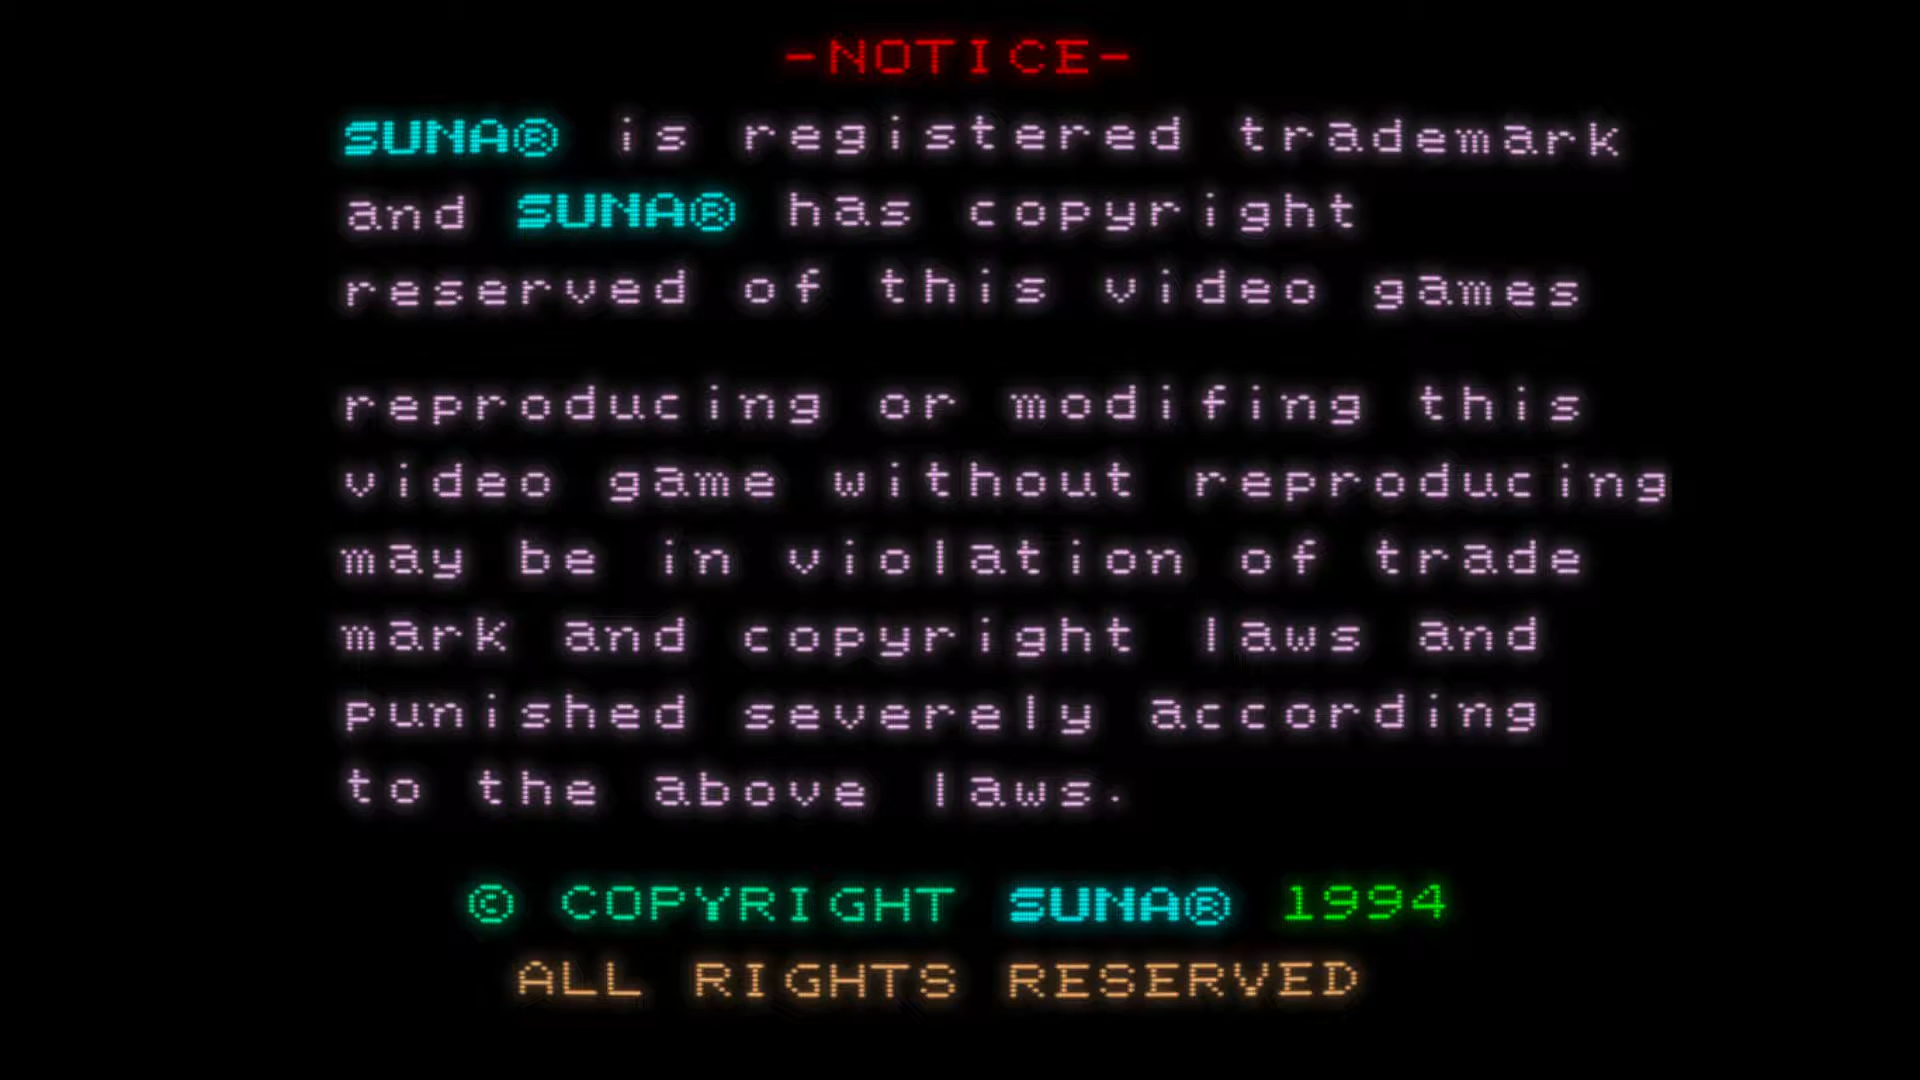 -NOTICE-
SUNA® is registered trademark
and SUNA® has copyright
reserved of this video games
reproducing or modifing this
video game without reproducing
may be in violation of trade
mark and copyright laws and
punished severely according
to the above laws.
© COPYRIGHT SUNA® 1994
ALL RIGHTS RESERVED